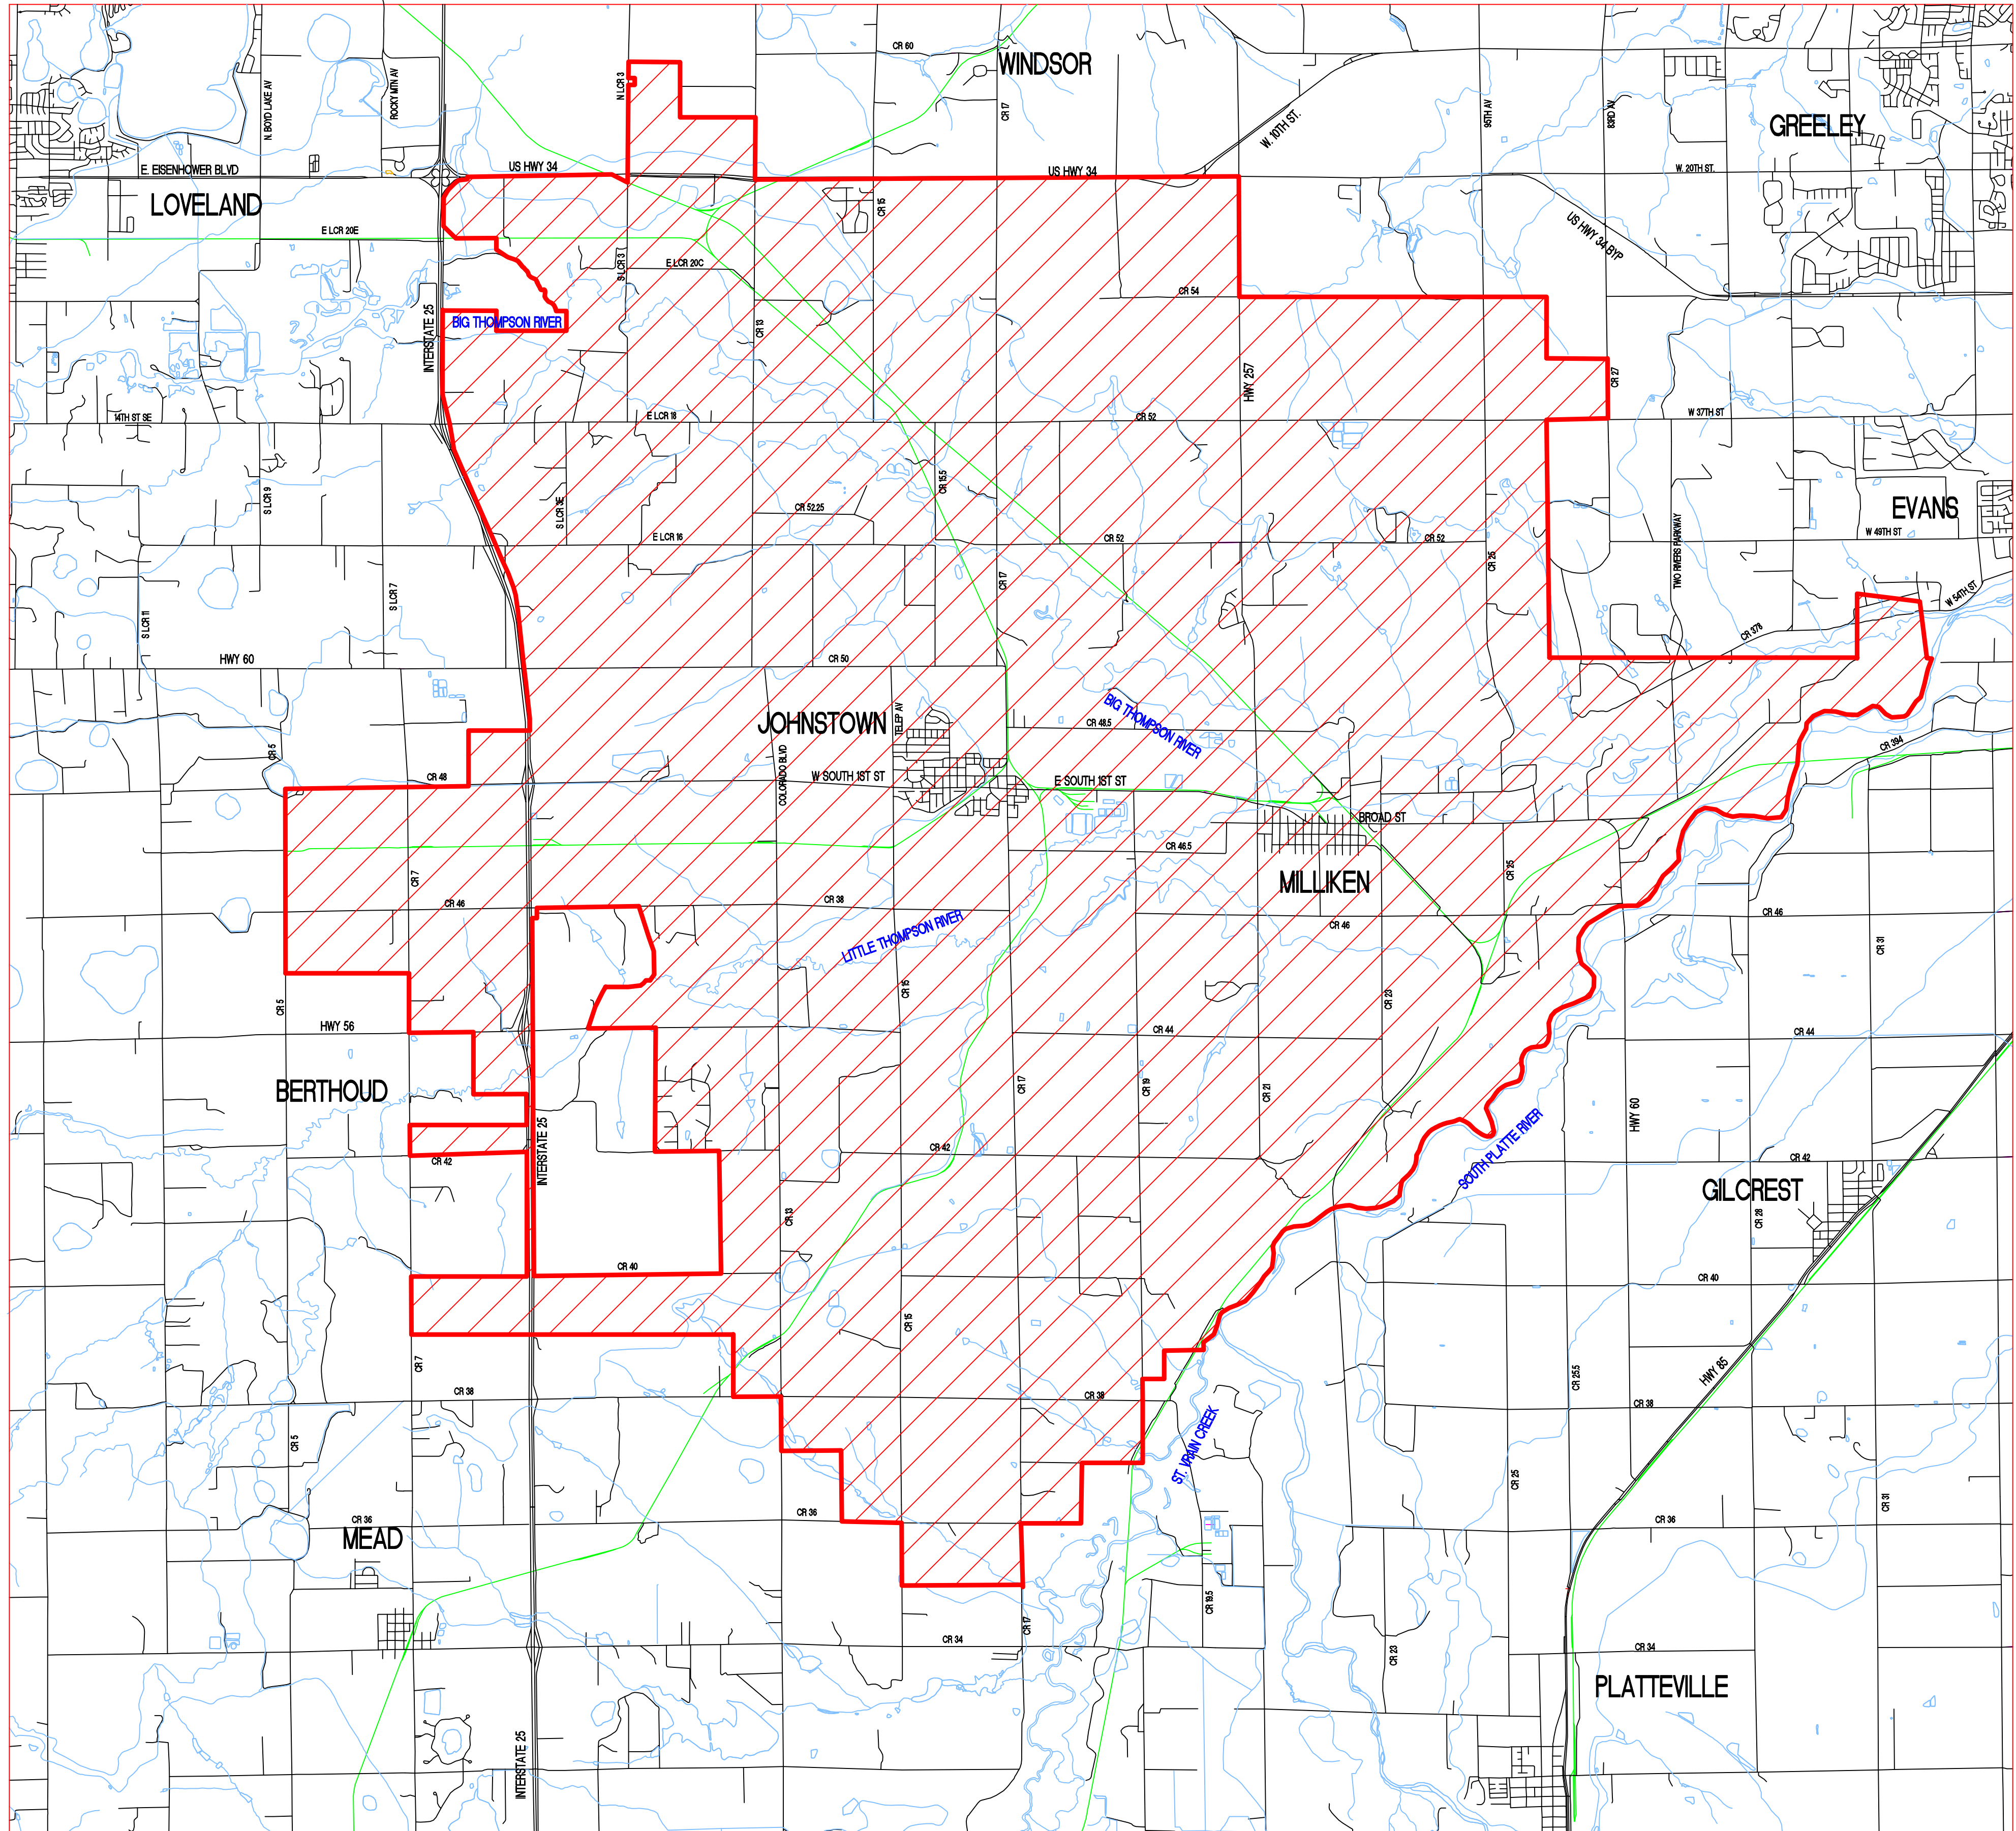 CR 60
WINDSOR
N. BOYD LAKE AV
ROCKY MTN AV
N LCR 3
CR 17
W. 10TH ST.
95TH AV
83RD AV
GREELEY
E. EISENHOWER BLVD
US HWY 34
US HWY 34
W. 20TH ST.
LOVELAND
CR 15
E LCR 20E
S LCR 3
E LCR 20C
US HWY 34 BYP
CR 54
INTERSTATE 25
BIG THOMPSON RIVER
CR 13
HWY 257
CR 27
14TH ST SE
E LCR 18
CR 52
W 37TH ST
S LCR 9
S LCR 3E
CR 52.25
CR 15.5
EVANS
E LCR 16
CR 52
CR 52
CR 25
TWO RIVERS PARKWAY
W 49TH ST
S LCR 11
S LCR 7
CR 17
W 54TH ST
CR 378
HWY 60
CR 50
BIG THOMPSON RIVER
JOHNSTOWN
TELEP AV
CR 48.5
CR 5
CR 48
COLORADO BLVD
W SOUTH 1ST ST
E SOUTH 1ST ST
CR 394
BROAD ST
CR 46.5
CR 7
CR 25
MILLIKEN
CR 46
CR 38
LITTLE THOMPSON RIVER
CR 46
CR 46
CR 31
CR 5
CR 15
CR 23
HWY 56
CR 44
CR 44
BERTHOUD
CR 17
CR 19
CR 21
HWY 60
SOUTH PLATTE RIVER
INTERSTATE 25
CR 42
CR 42
CR 42
GILCREST
CR 13
CR 28
CR 40
CR 40
CR 15
CR 7
HWY 85
CR 25.5
CR 38
CR 38
CR 38
CR 5
ST. VRAIN CREEK
CR 25
CR 31
CR 36
CR 36
CR 36
MEAD
CR 19.5
CR 17
CR 34
CR 23
CR 34
PLATTEVILLE
INTERSTATE 25